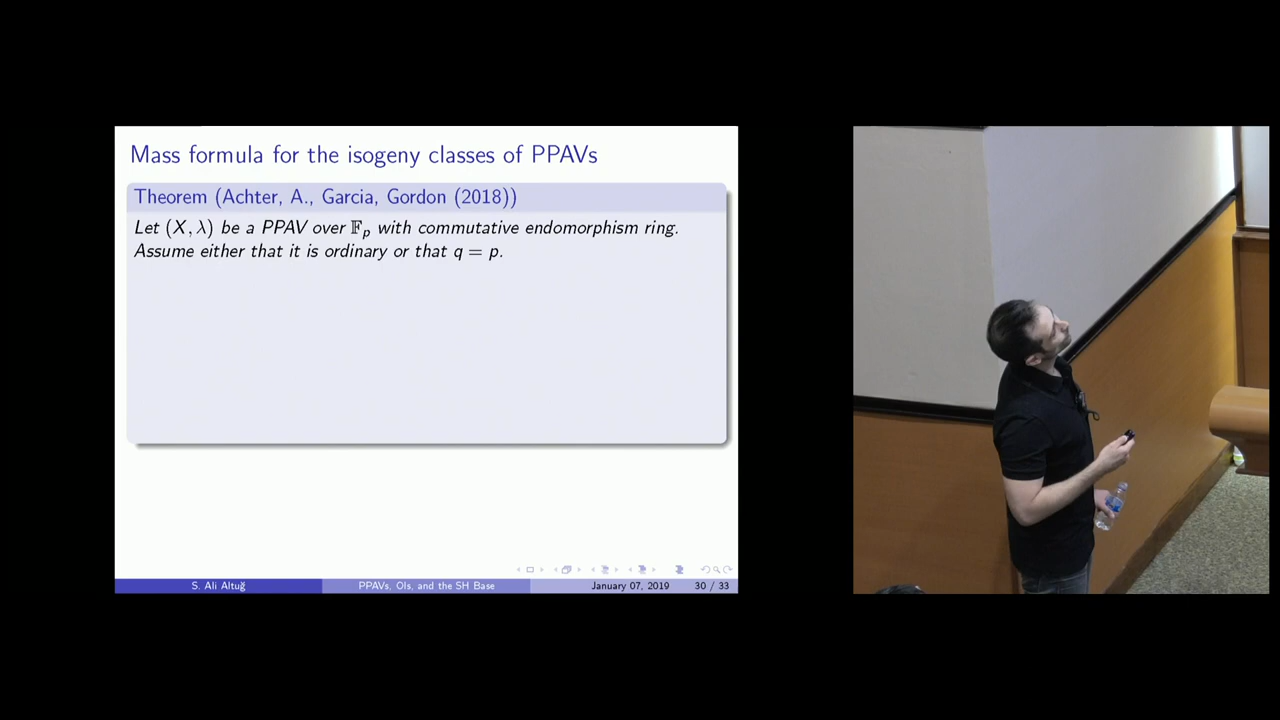 Mass formula for the isogeny classes of PPAVs
Theorem (Achter, A., Garcia, Gordon (2018))
Let (X, λ) be a PPAV over 𝔽ₚ with commutative endomorphism ring.
Assume either that it is ordinary or that q = p.
S. Ali Altuğ PPAVs, OIs, and the SH Base January 07, 2019 30 / 33